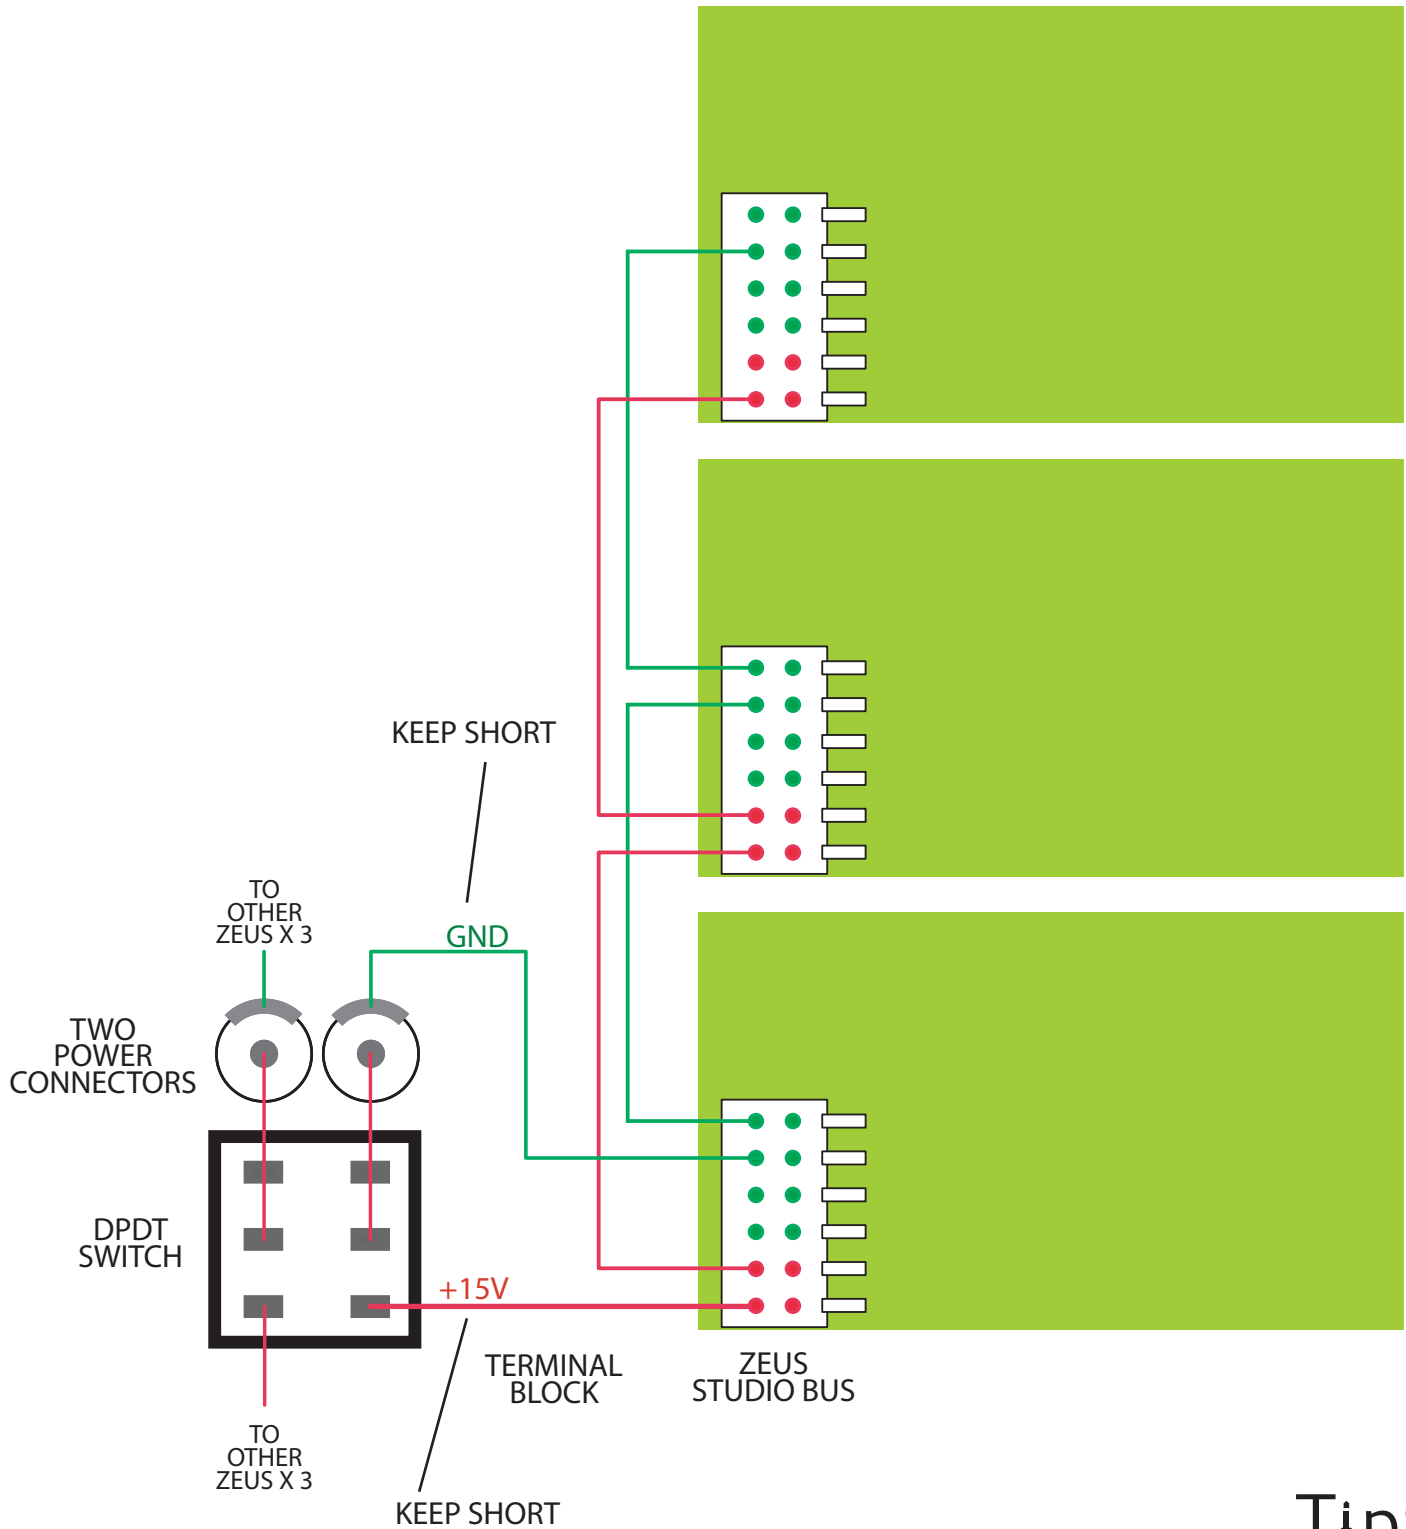 KEEP SHORT
TO
OTHER
ZEUS X 3
GND
TWO
POWER
CONNECTORS
DPDT
SWITCH
+15V
TERMINAL
BLOCK
ZEUS
STUDIO BUS
TO
OTHER
ZEUS X 3
KEEP SHORT